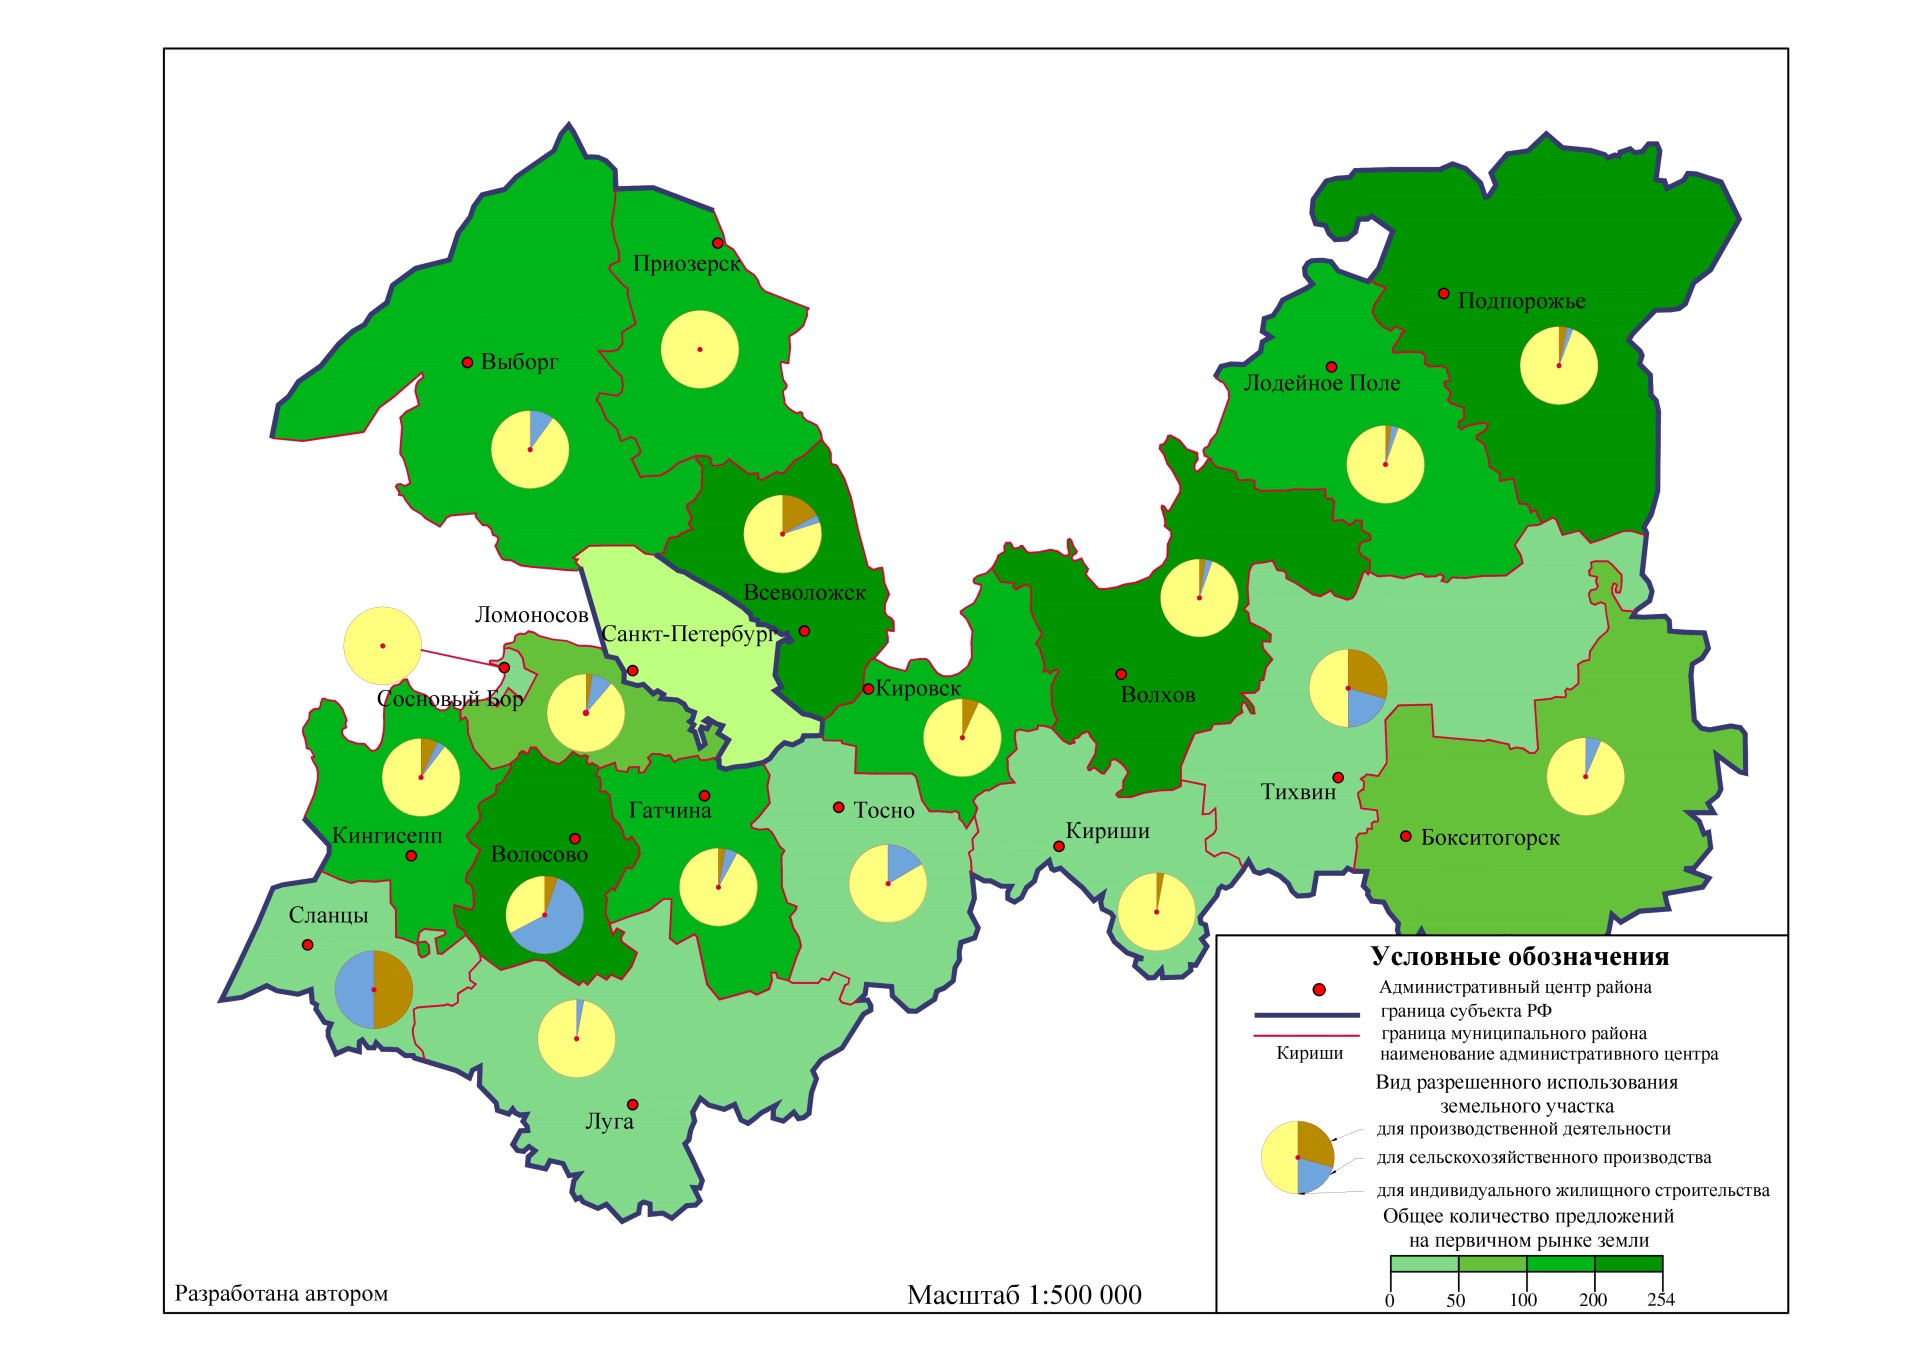 Приозерск
Подпорожье
Выборг
Лодейное Поле
Всеволожск
Ломоносов
Санкт-Петербург
Сосновый Бор
Кировск
Волхов
Тихвин
Гатчина
Тосно
Кингисепп
Волосово
Кириши
Бокситогорск
Сланцы
Луга
Условные обозначения
Административный центр района
граница субъекта РФ
граница муниципального района
Кириши наименование административного центра
Вид разрешенного использования
земельного участка
для производственной деятельности
для сельскохозяйственного производства
для индивидуального жилищного строительства
Общее количество предложений
на первичном рынке земли
0 50 100 200 254
Разработана автором
Масштаб 1:500 000